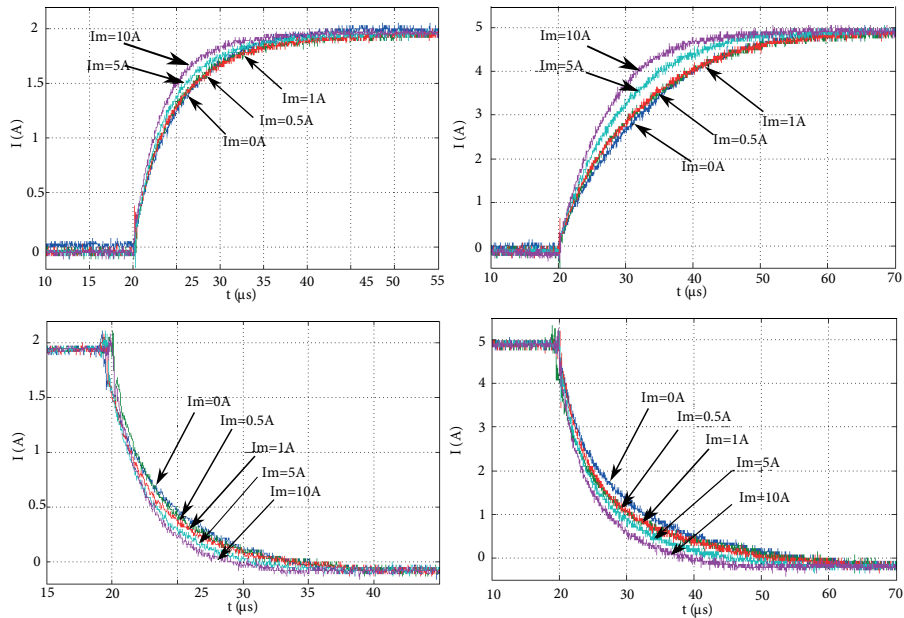 2
1.5
1
0.5
0
I (A)
Im=10A
Im=5A
Im=1A
Im=0.5A
Im=0A
10 15 20 25 30 35 40 45 50 55
t (µs)
5
4
3
2
1
0
I (A)
Im=10A
Im=5A
Im=1A
Im=0.5A
Im=0A
10 20 30 40 50 60 70
t (µs)
2
1.5
1
0.5
0
I (A)
Im=0A
Im=0.5A
Im=1A
Im=5A
Im=10A
15 20 25 30 35 40
t (µs)
5
4
3
2
1
0
I (A)
Im=0A
Im=0.5A
Im=1A
Im=5A
Im=10A
10 20 30 40 50 60 70
t (µs)